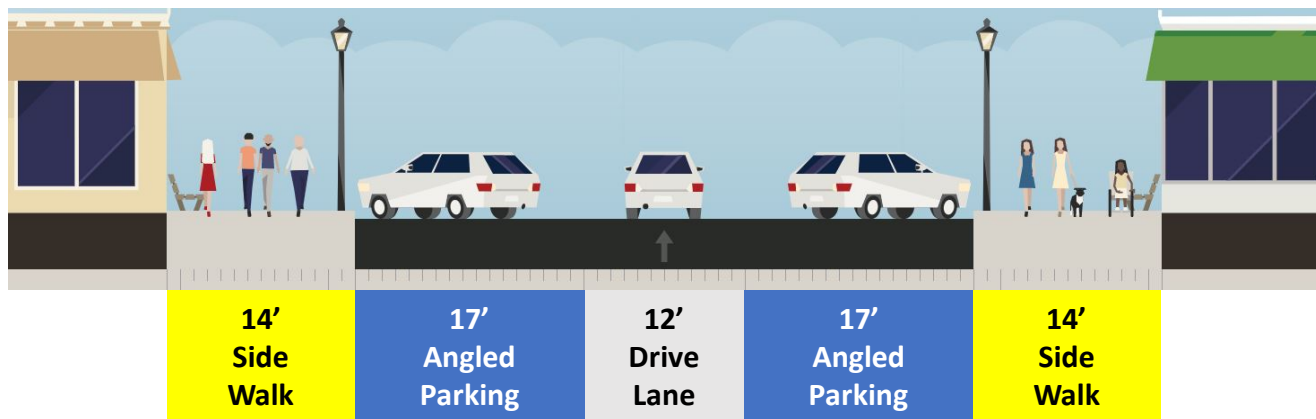 14’
Side
Walk
17’
Angled
Parking
12’
Drive
Lane
17’
Angled
Parking
14’
Side
Walk